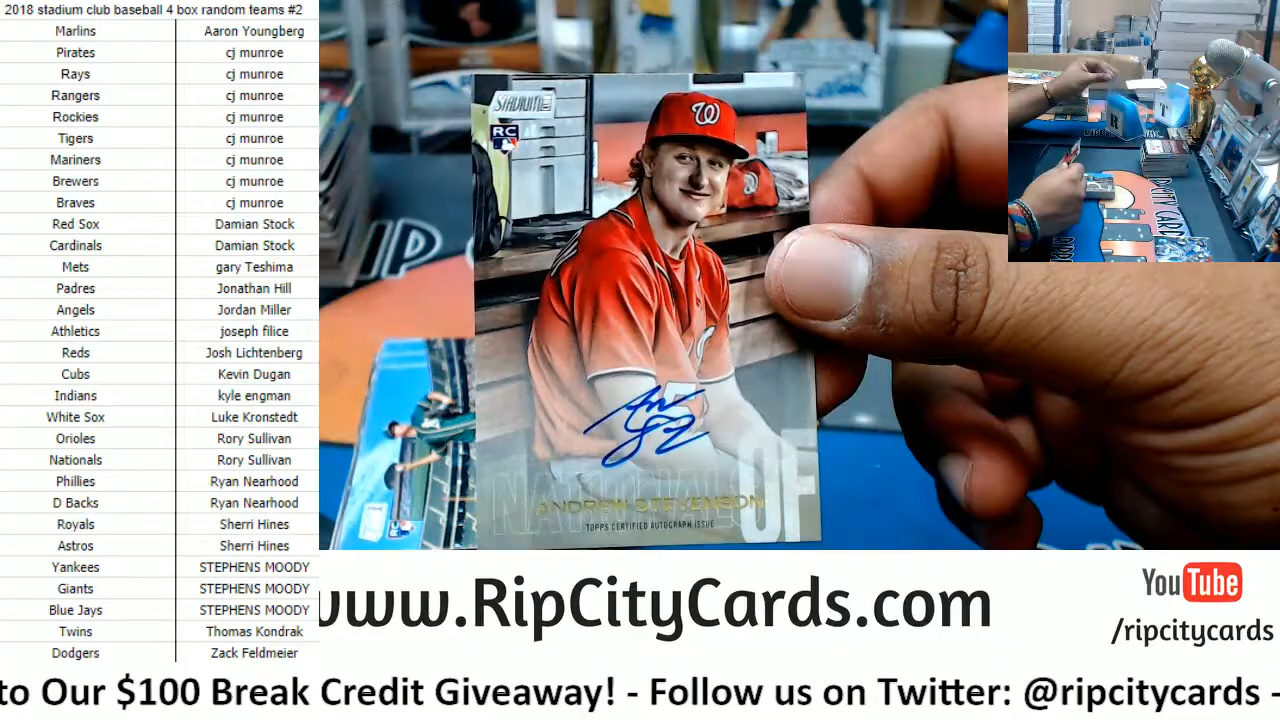 2018 stadium club baseball 4 box random teams #2
Marlins Aaron Youngberg
Pirates cj munroe
Rays cj munroe
Rangers cj munroe
Rockies cj munroe
Tigers cj munroe
Mariners cj munroe
Brewers cj munroe
Braves cj munroe
Red Sox Damian Stock
Cardinals Damian Stock
Mets gary Teshima
Padres Jonathan Hill
Angels Jordan Miller
Athletics joseph filice
Reds Josh Lichtenberg
Cubs Kevin Dugan
Indians kyle engman
White Sox Luke Kronstedt
Orioles Rory Sullivan
Nationals Rory Sullivan
Phillies Ryan Nearhood
D Backs Ryan Nearhood
Royals Sherri Hines
Astros Sherri Hines
Yankees STEPHENS MOODY
Giants STEPHENS MOODY
Blue Jays STEPHENS MOODY
Twins Thomas Kondrak
Dodgers Zack Feldmeier
STADIUM
RC
W
NATIONALS OF
ANDREW STEVENSON
TOPPS CERTIFIED AUTOGRAPH ISSUE
www.RipCityCards.com
YouTube
/ripcitycards
to Our $100 Break Credit Giveaway! - Follow us on Twitter: @ripcitycards -